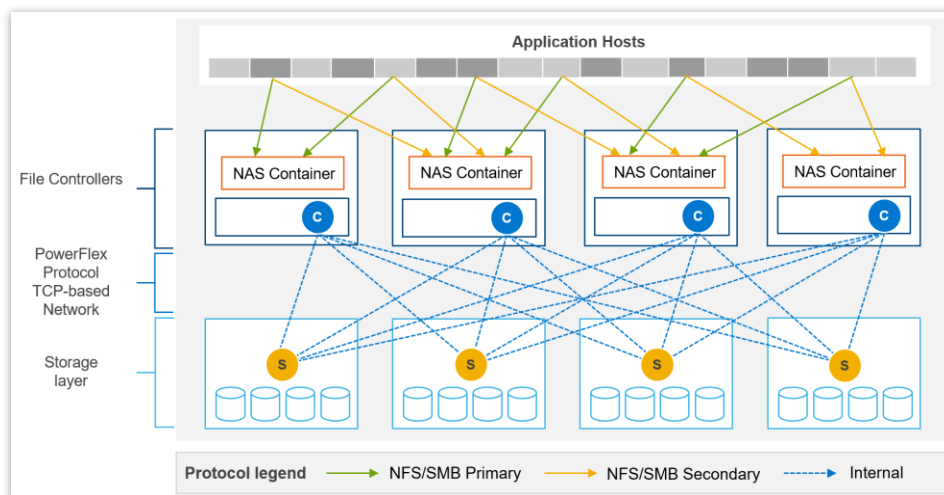 Application Hosts
File Controllers
NAS Container
NAS Container
NAS Container
NAS Container
C
C
C
C
PowerFlex
Protocol
TCP-based
Network
Storage
layer
S
S
S
S
Protocol legend
NFS/SMB Primary
NFS/SMB Secondary
Internal